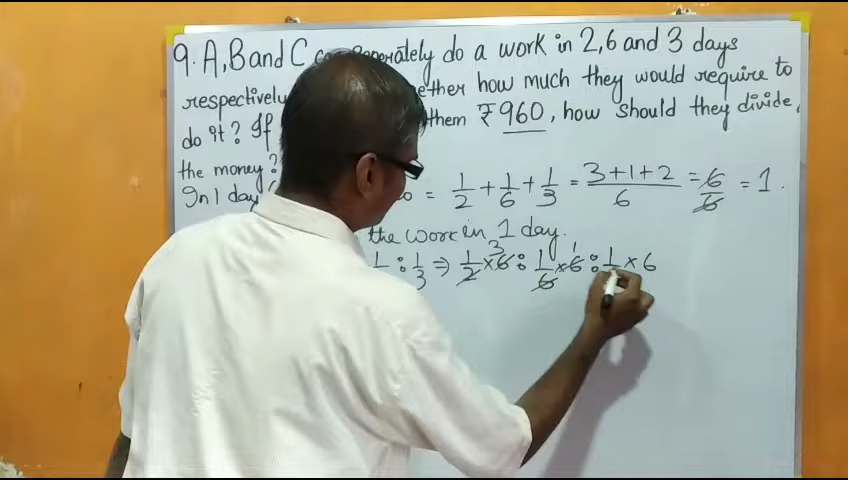 9. A, B and C separately do a work in 2, 6 and 3 days
respectively ether how much they would require to
do it? If them ₹960, how should they divide
the money?
In 1 day = 1/2 + 1/6 + 1/3 = 3+1+2/6 = 6/6 = 1.
the work in 1 day.
: 1/3 ⇒ 1/2 × 6 3 : 1/6 × 6 1 : 1 × 6